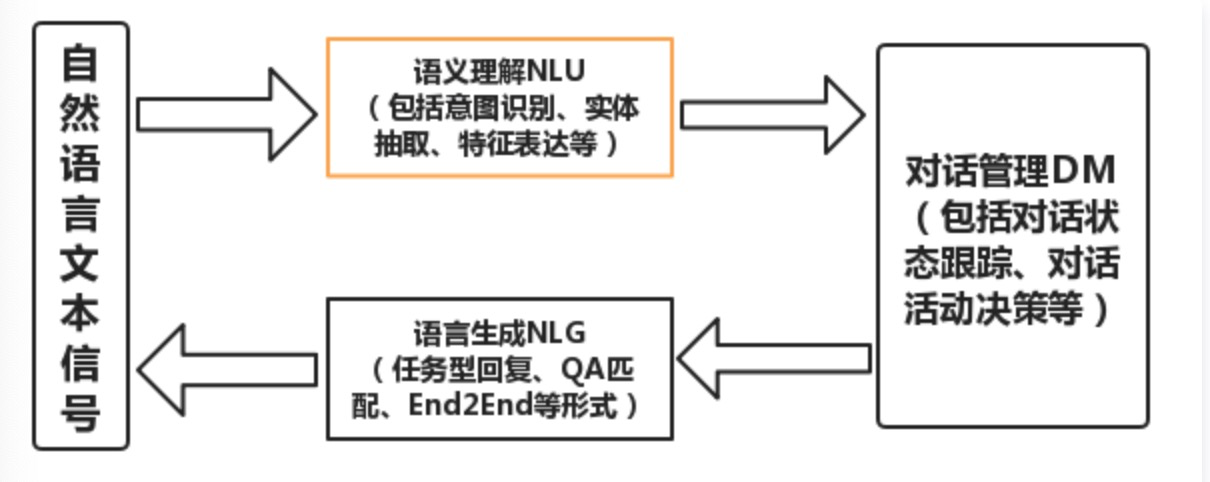 自然语言文本信号
语义理解NLU
（包括意图识别、实体
抽取、特征表达等）
对话管理DM
（包括对话状
态跟踪、对话
活动决策等）
语言生成NLG
（任务型回复、QA匹
配、End2End等形式）